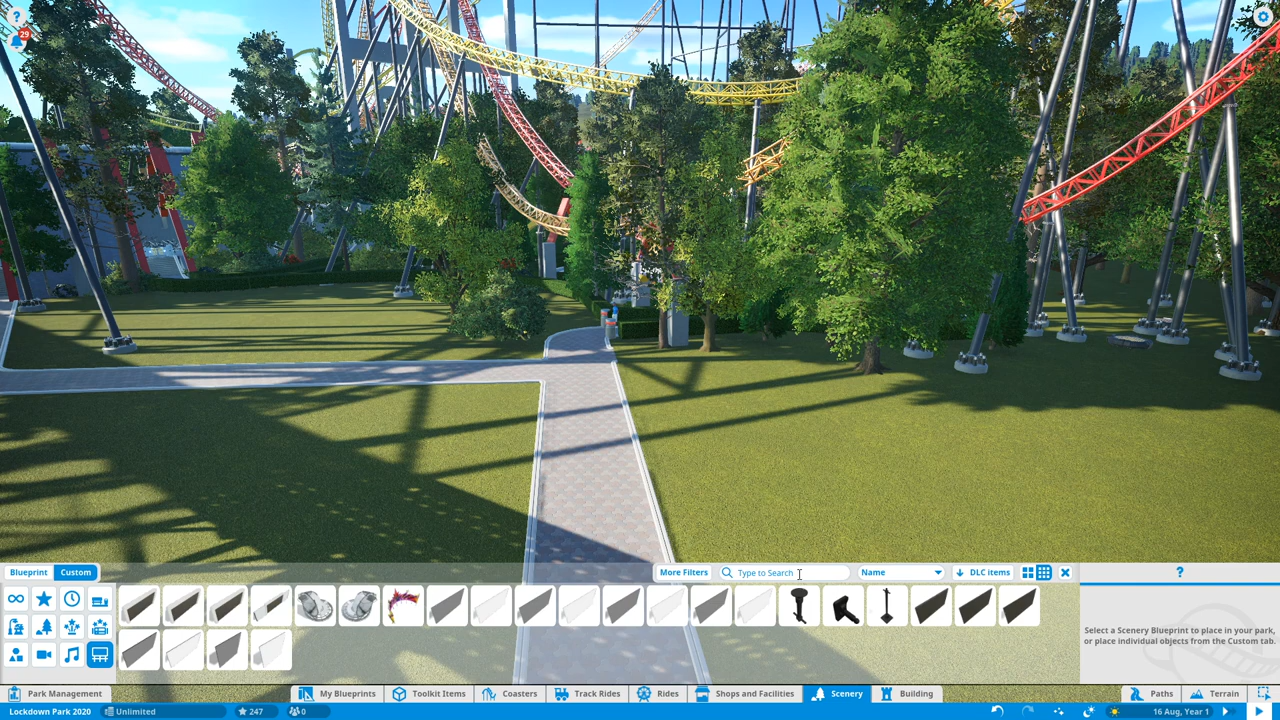 ?
29
Blueprint
Custom
More Filters
Type to Search
Name
DLC items
?
Select a Scenery Blueprint to place in your park,
or place individual objects from the Custom tab.
Park Management
My Blueprints
Toolkit Items
Coasters
Track Rides
Rides
Shops and Facilities
Scenery
Building
Paths
Terrain
Lockdown Park 2020
Unlimited
247
0
16 Aug, Year 1